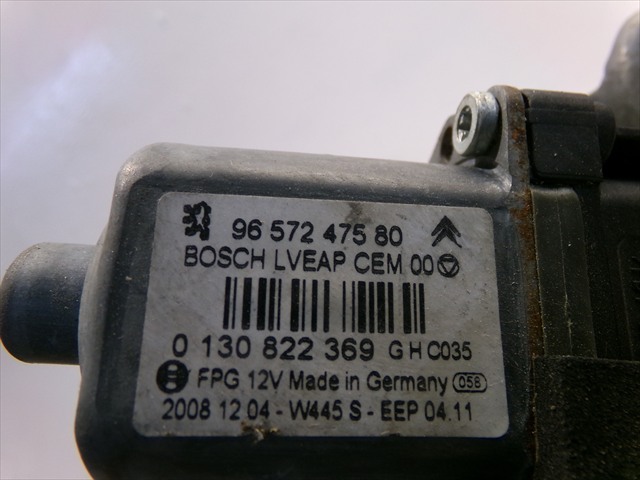 96 572 475 80
BOSCH LVEAP CEM 00
0 130 822 369 G H C035
FPG 12V Made in Germany 058
2008 12 04 - W445 S - EEP 04.11